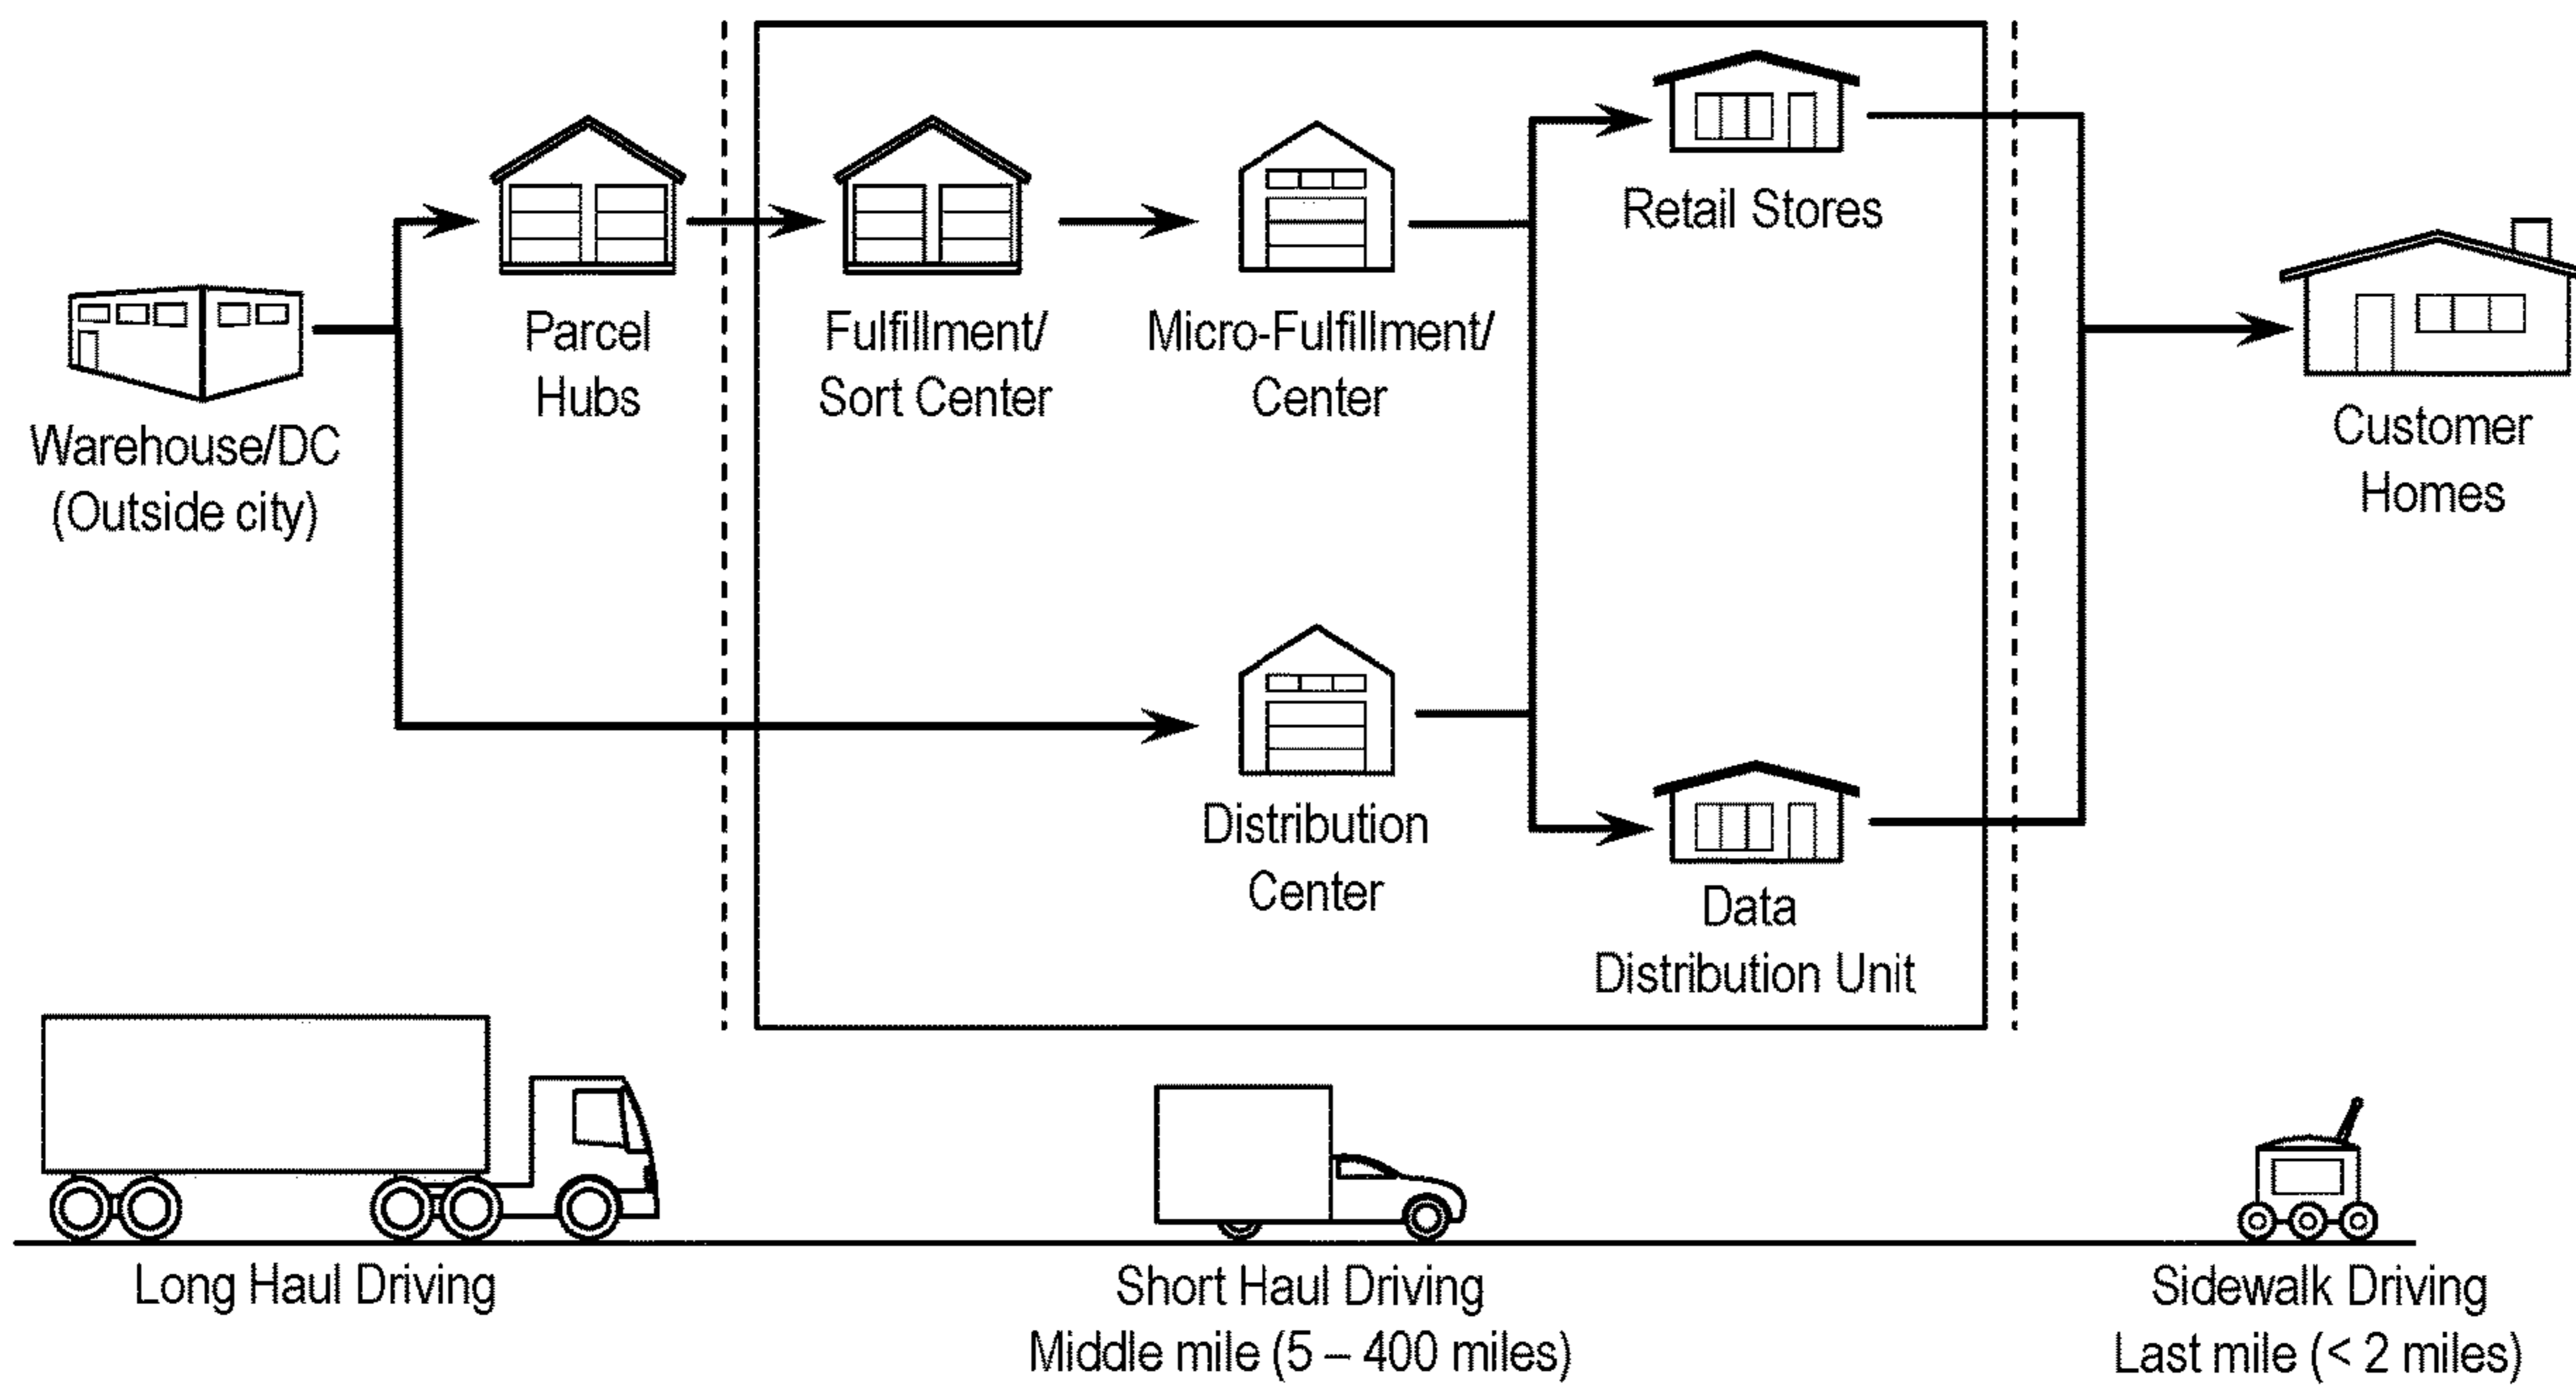 Retail Stores
Parcel
Hubs
Fulfillment/
Sort Center
Micro-Fulfillment/
Center
Warehouse/DC
(Outside city)
Customer
Homes
Distribution
Center
Data
Distribution Unit
Long Haul Driving
Short Haul Driving
Middle mile (5 – 400 miles)
Sidewalk Driving
Last mile (< 2 miles)